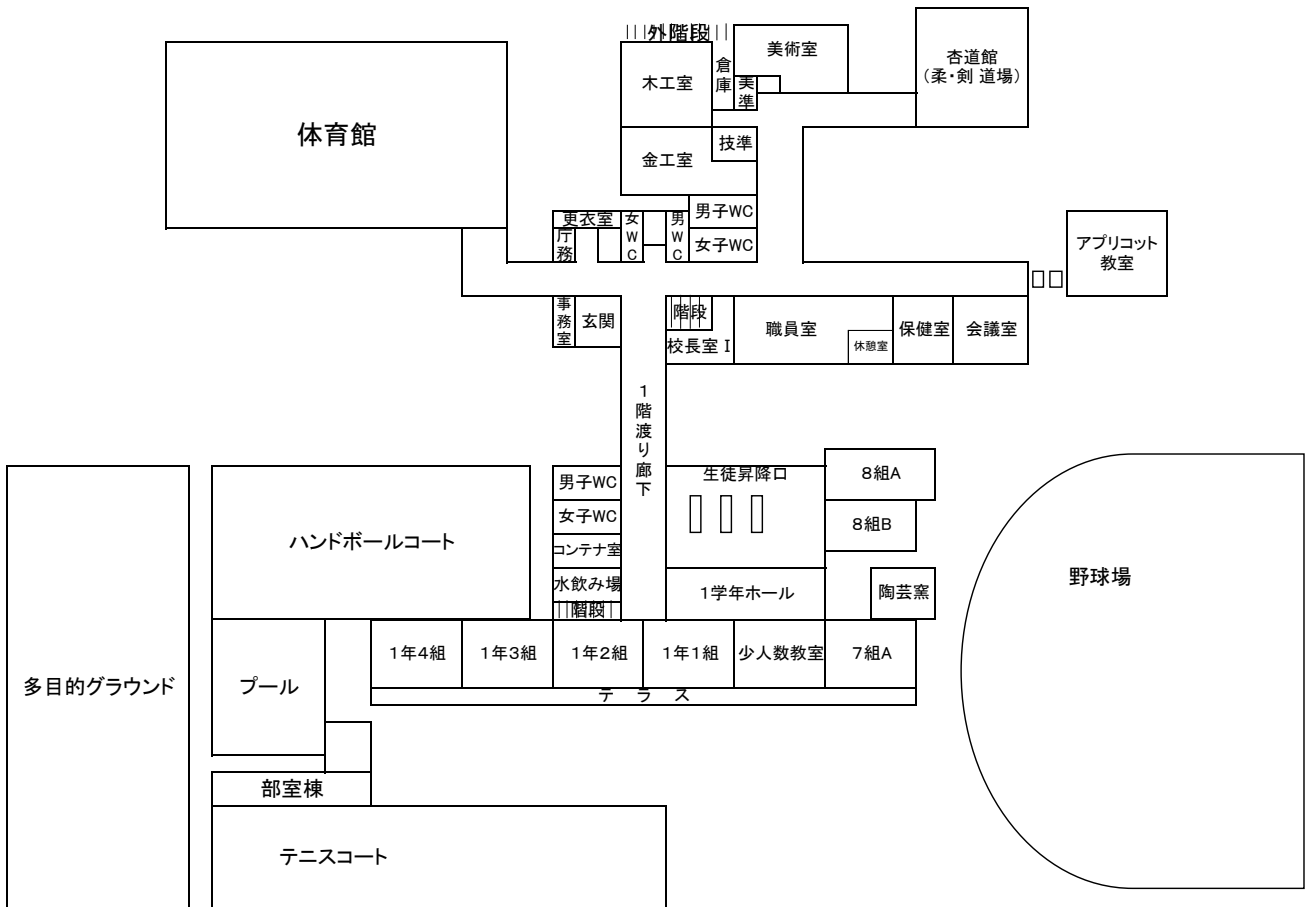 外階段
美術室
杏道館
(柔・剣 道場)
木工室
倉庫
美準
体育館
技準
金工室
更衣室
女WC
男WC
男子WC
女子WC
庁務
アプリコット
教室
事務室
玄関
階段
校長室Ⅰ
職員室
休憩室
保健室
会議室
1階渡り廊下
男子WC
女子WC
コンテナ室
水飲み場
階段
生徒昇降口
8組A
8組B
1学年ホール
陶芸窯
ハンドボールコート
野球場
多目的グラウンド
プール
1年4組
1年3組
1年2組
1年1組
少人数教室
7組A
テ ラ ス
部室棟
テニスコート